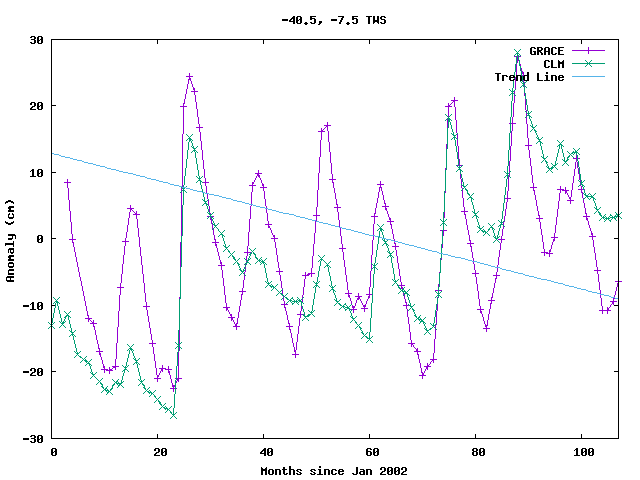 -40.5, -7.5 TWS
GRACE
CLM
Trend Line
Anomaly (cm)
30
20
10
0
-10
-20
-30
0 20 40 60 80 100
Months since Jan 2002